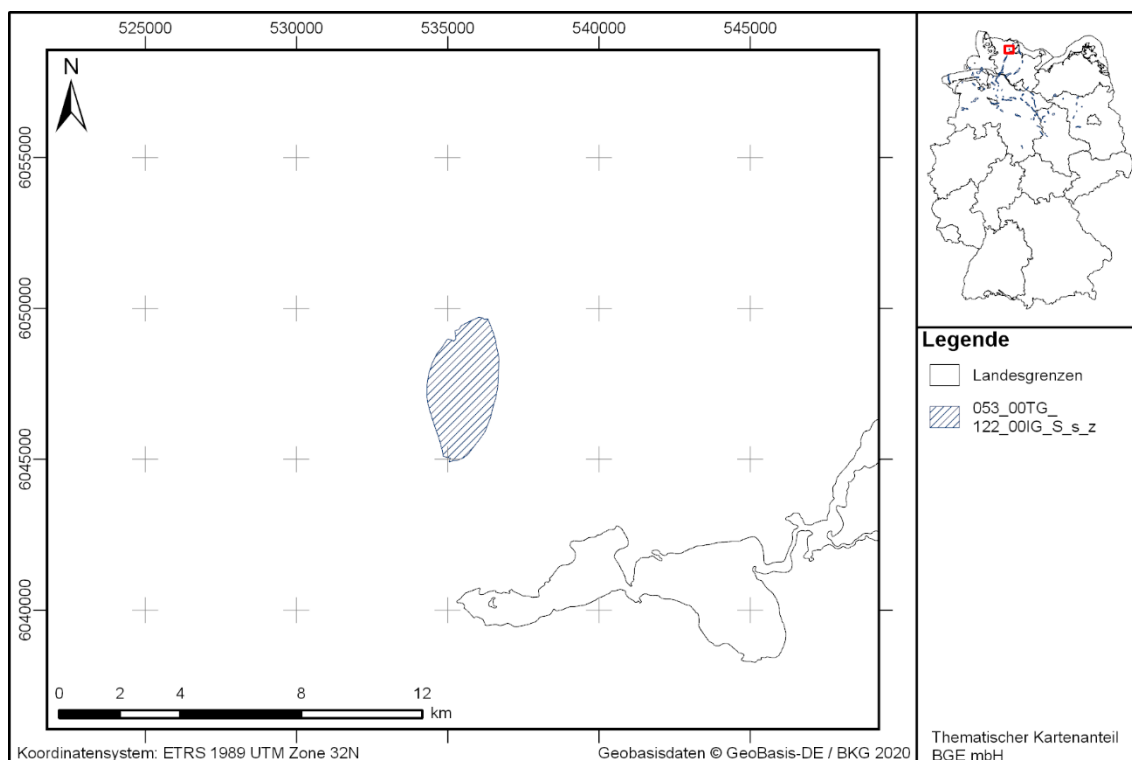 525000 530000 535000 540000 545000
N
6055000
6050000
6045000
6040000
0 2 4 8 12
km
Koordinatensystem: ETRS 1989 UTM Zone 32N
Geobasisdaten © GeoBasis-DE / BKG 2020
Legende
Landesgrenzen
053_00TG_
122_00IG_S_s_z
Thematischer Kartenanteil
BGE mbH